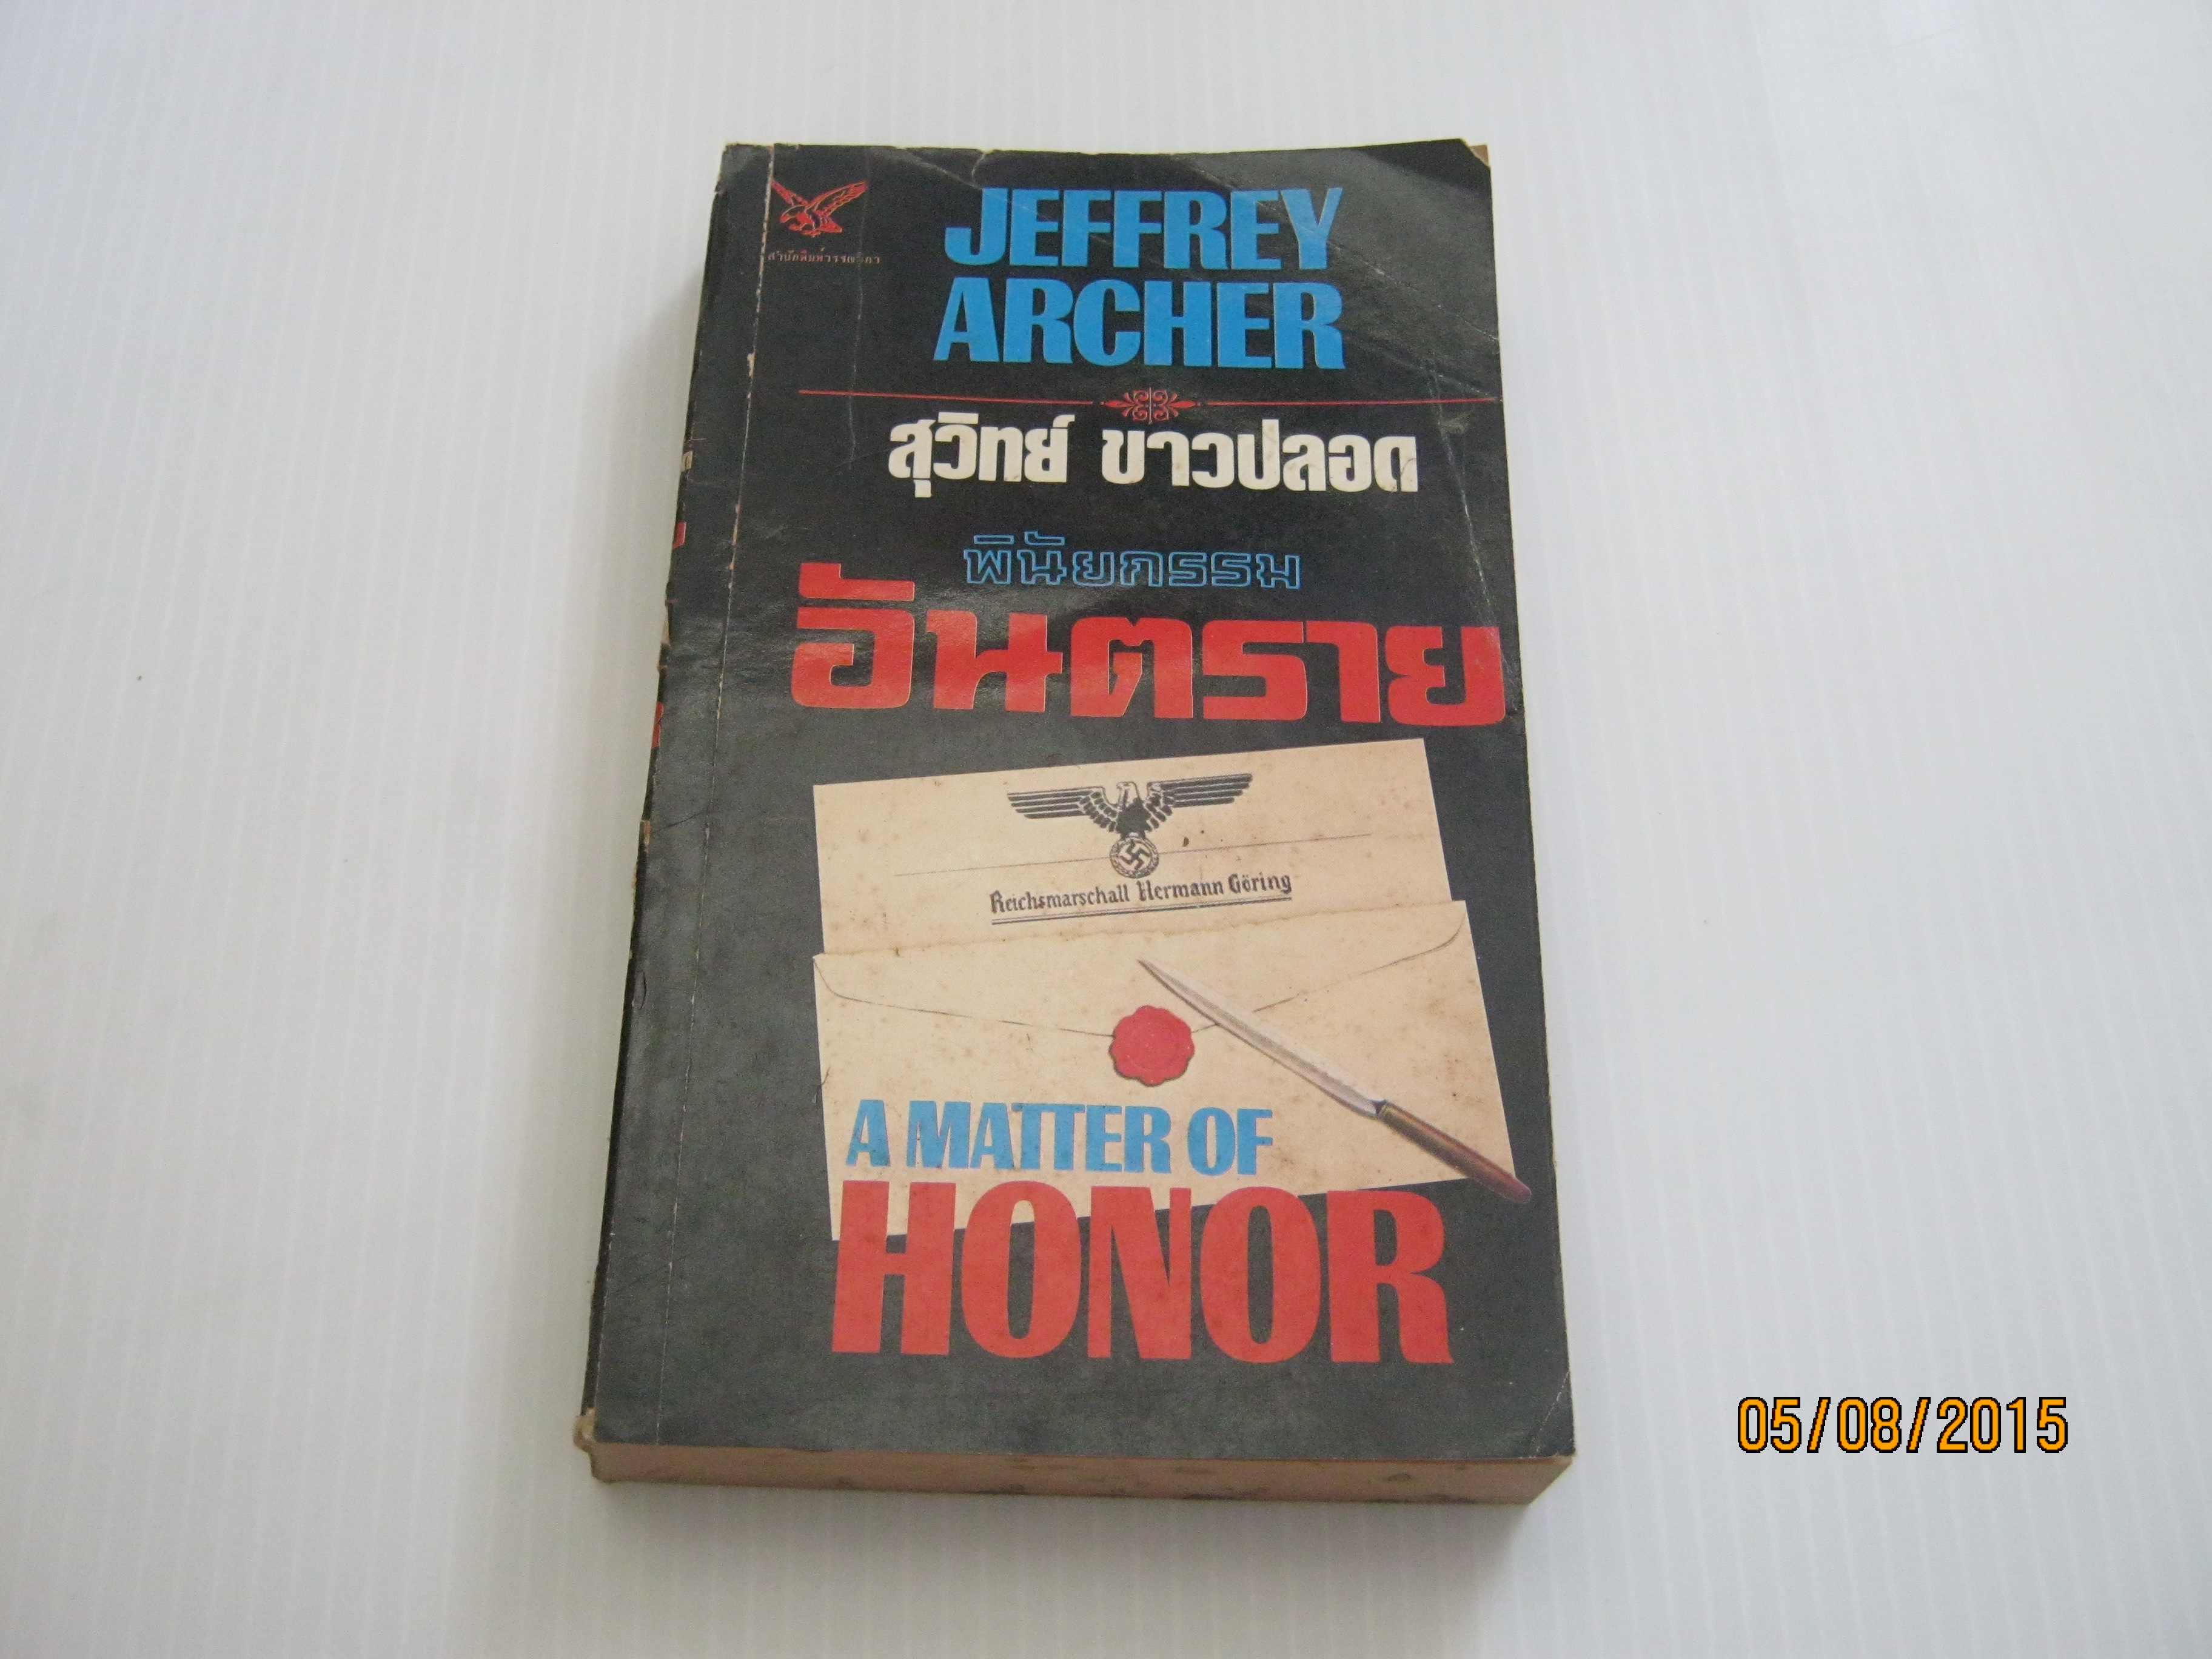 JEFFREY
ARCHER
สุวิทย์ ขาวปลอด
พินัยกรรม
อันตราย
Reichsmarschall Hermann Göring
A MATTER OF
HONOR
05/08/2015